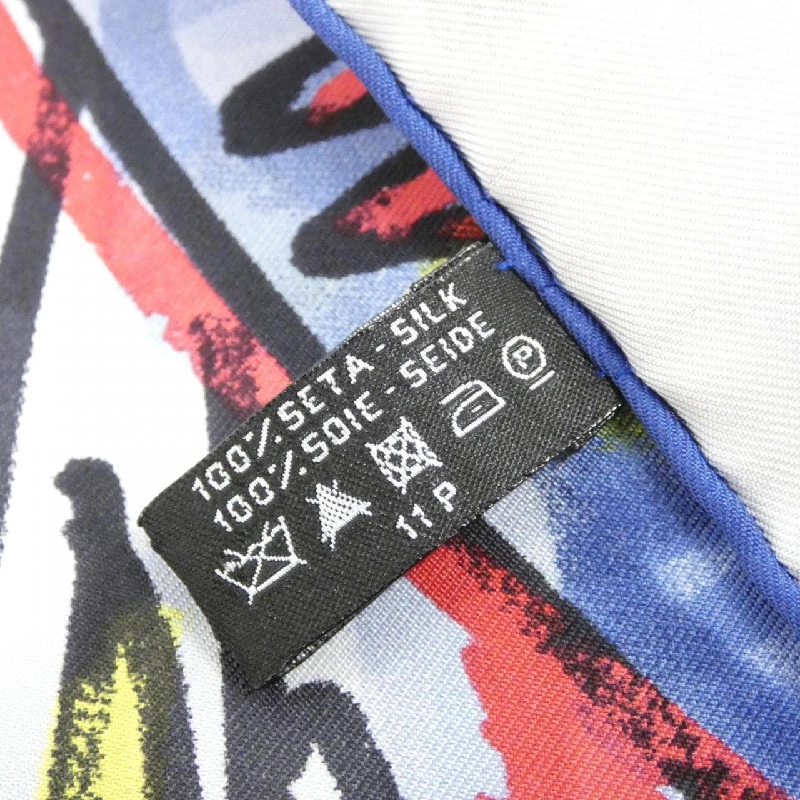 100% SETA - SILK
100% SOIE - SEIDE
P
11 P